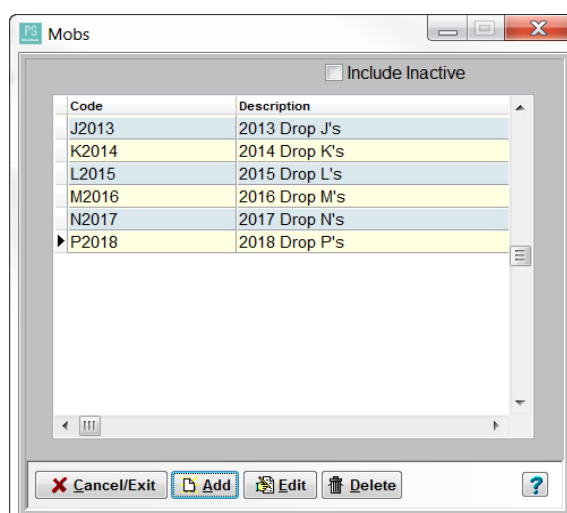 PS
Mobs
Include Inactive
Code Description
J2013 2013 Drop J's
K2014 2014 Drop K's
L2015 2015 Drop L's
M2016 2016 Drop M's
N2017 2017 Drop N's
P2018 2018 Drop P's
Cancel/Exit Add Edit Delete ?